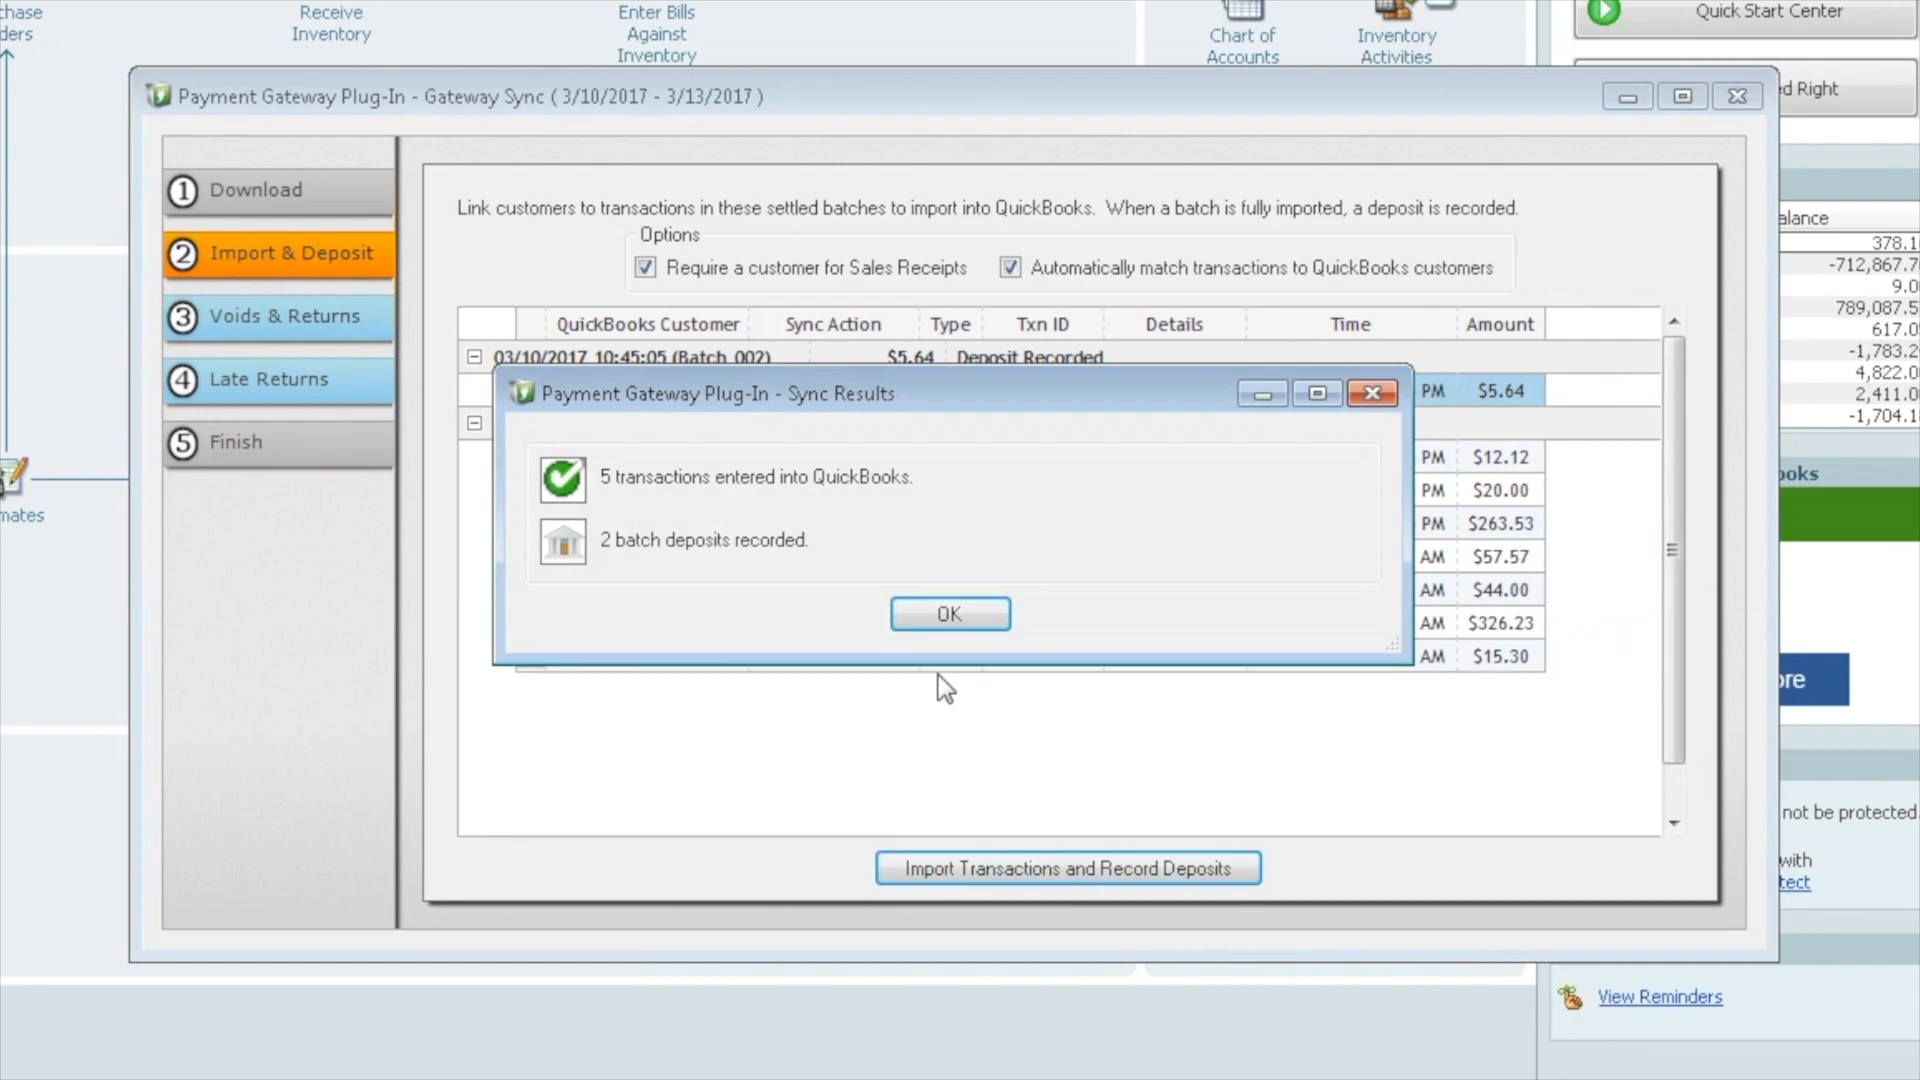 Receive
Inventory
Enter Bills
Against
Inventory
Chart of
Accounts
Inventory
Activities
Quick Start Center
Right
Payment Gateway Plug-In - Gateway Sync ( 3/10/2017 - 3/13/2017 )
1 Download
2 Import & Deposit
3 Voids & Returns
4 Late Returns
5 Finish
Link customers to transactions in these settled batches to import into QuickBooks. When a batch is fully imported, a deposit is recorded.
Options
Require a customer for Sales Receipts
Automatically match transactions to QuickBooks customers
QuickBooks Customer Sync Action Type Txn ID Details Time Amount
03/10/2017 10:45:05 (Batch 002) $5.64 Deposit Recorded
PM $5.64
PM $12.12
PM $20.00
PM $263.53
AM $57.57
AM $44.00
AM $326.23
AM $15.30
Payment Gateway Plug-In - Sync Results
5 transactions entered into QuickBooks.
2 batch deposits recorded.
OK
Import Transactions and Record Deposits
alance
378.1
-712,867.7
9.0
789,087.5
617.0
-1,783.2
4,822.0
2,411.0
-1,704.1
not be protected.
with
View Reminders